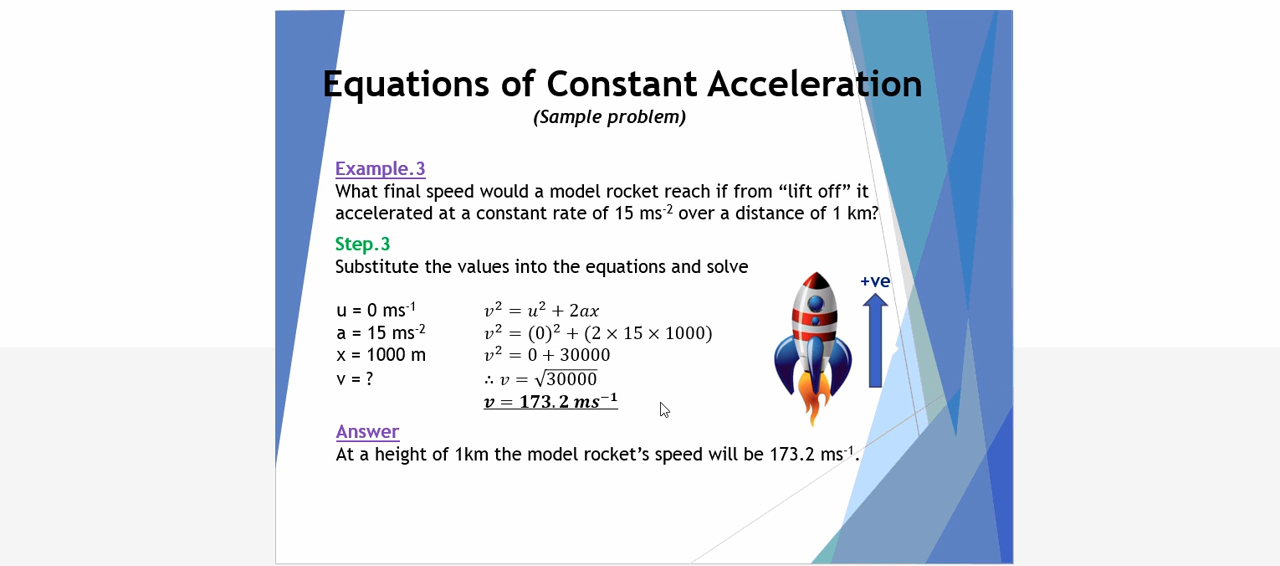 Equations of Constant Acceleration
(Sample problem)
Example.3
What final speed would a model rocket reach if from “lift off” it
accelerated at a constant rate of 15 ms⁻² over a distance of 1 km?
Step.3
Substitute the values into the equations and solve
+ve
u = 0 ms⁻¹
a = 15 ms⁻²
x = 1000 m
v = ?
v² = u² + 2ax
v² = (0)² + (2 × 15 × 1000)
v² = 0 + 30000
∴ v = √30000
v = 173.2 ms⁻¹
Answer
At a height of 1km the model rocket’s speed will be 173.2 ms⁻¹.